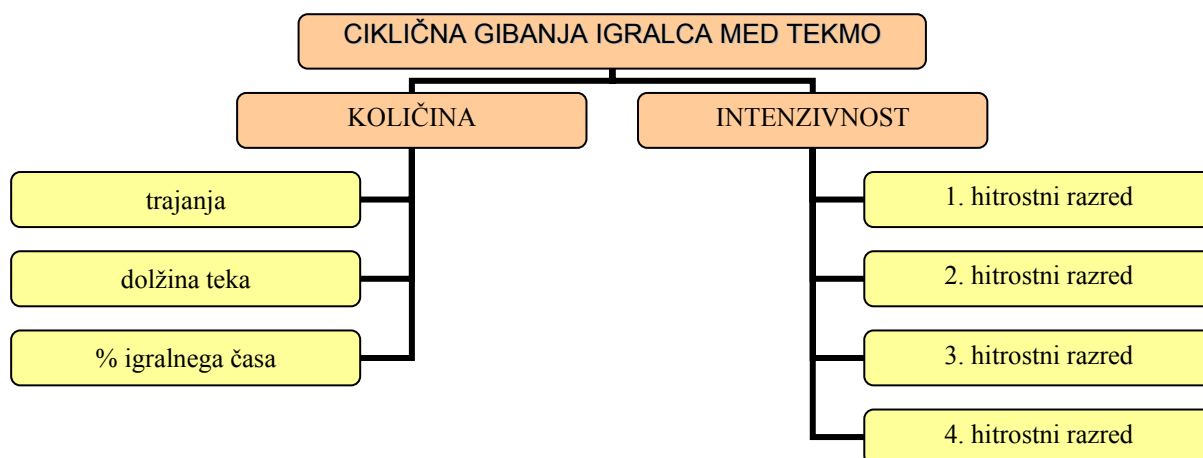 CIKLIČNA GIBANJA IGRALCA MED TEKMO
KOLIČINA
trajanja
dolžina teka
% igralnega časa
INTENZIVNOST
1. hitrostni razred
2. hitrostni razred
3. hitrostni razred
4. hitrostni razred